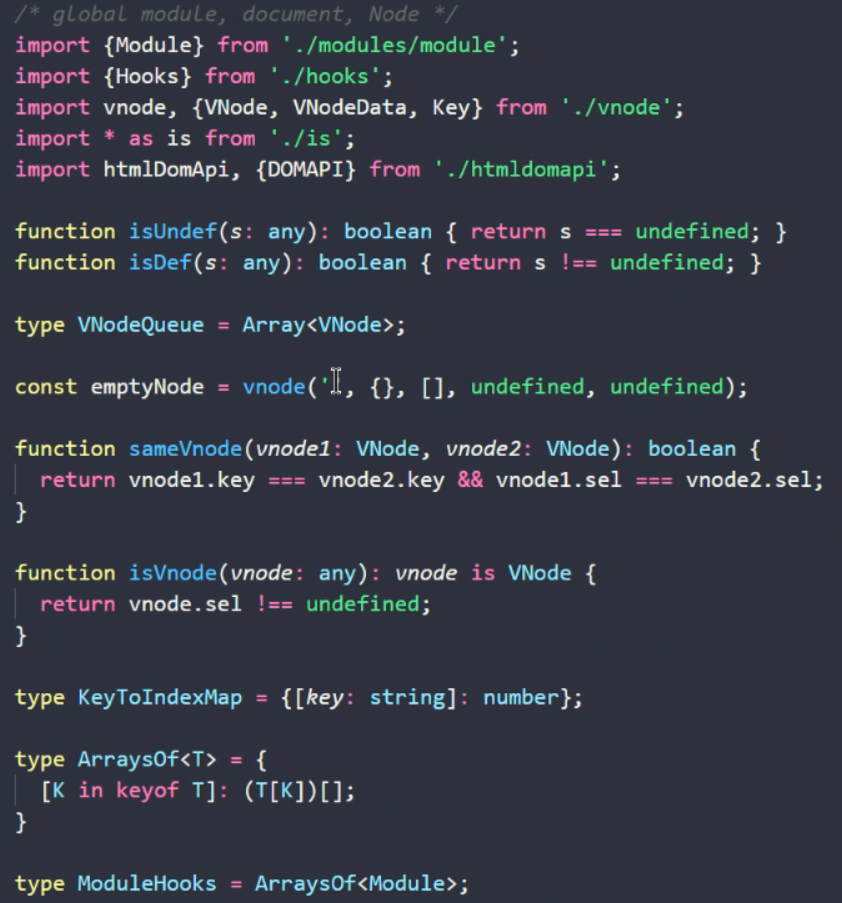 /* global module, document, Node */
import {Module} from './modules/module';
import {Hooks} from './hooks';
import vnode, {VNode, VNodeData, Key} from './vnode';
import * as is from './is';
import htmlDomApi, {DOMAPI} from './htmldomapi';
function isUndef(s: any): boolean { return s === undefined; }
function isDef(s: any): boolean { return s !== undefined; }
type VNodeQueue = Array<VNode>;
const emptyNode = vnode('', {}, [], undefined, undefined);
function sameVnode(vnode1: VNode, vnode2: VNode): boolean {
  return vnode1.key === vnode2.key && vnode1.sel === vnode2.sel;
}
function isVnode(vnode: any): vnode is VNode {
  return vnode.sel !== undefined;
}
type KeyToIndexMap = {[key: string]: number};
type ArraysOf<T> = {
  [K in keyof T]: (T[K])[];
}
type ModuleHooks = ArraysOf<Module>;